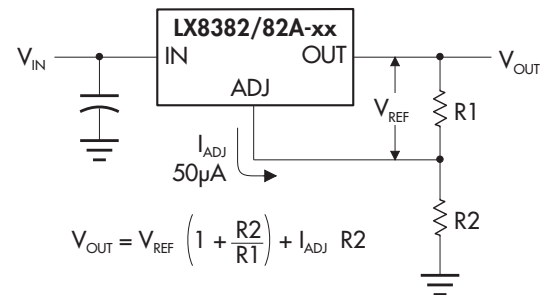 LX8382/82A-xx
V_IN
IN
OUT
V_OUT
ADJ
V_REF
R1
I_ADJ
50µA
R2
V_OUT = V_REF (1 + R2/R1) + I_ADJ R2